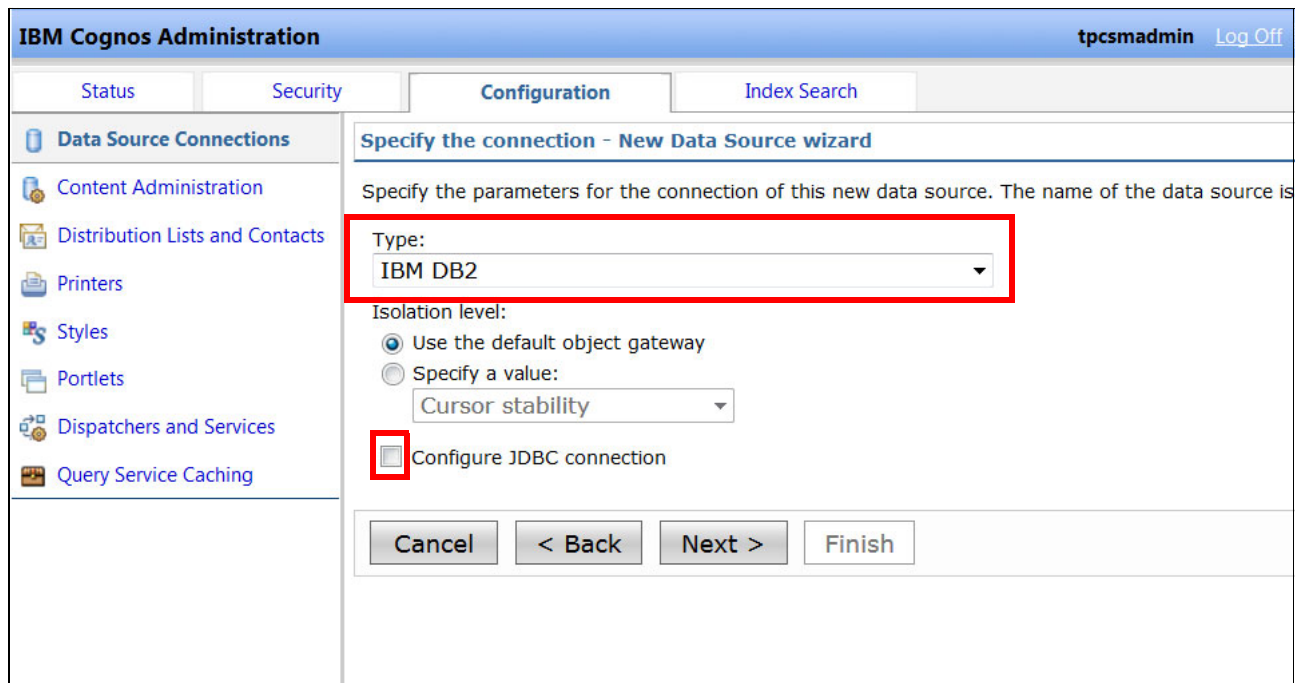 IBM Cognos Administration
tpcsmadmin Log Off
Status Security Configuration Index Search
Data Source Connections
Content Administration
Distribution Lists and Contacts
Printers
Styles
Portlets
Dispatchers and Services
Query Service Caching
Specify the connection - New Data Source wizard
Specify the parameters for the connection of this new data source. The name of the data source is
Type:
IBM DB2
Isolation level:
Use the default object gateway
Specify a value:
Cursor stability
Configure JDBC connection
Cancel < Back Next > Finish